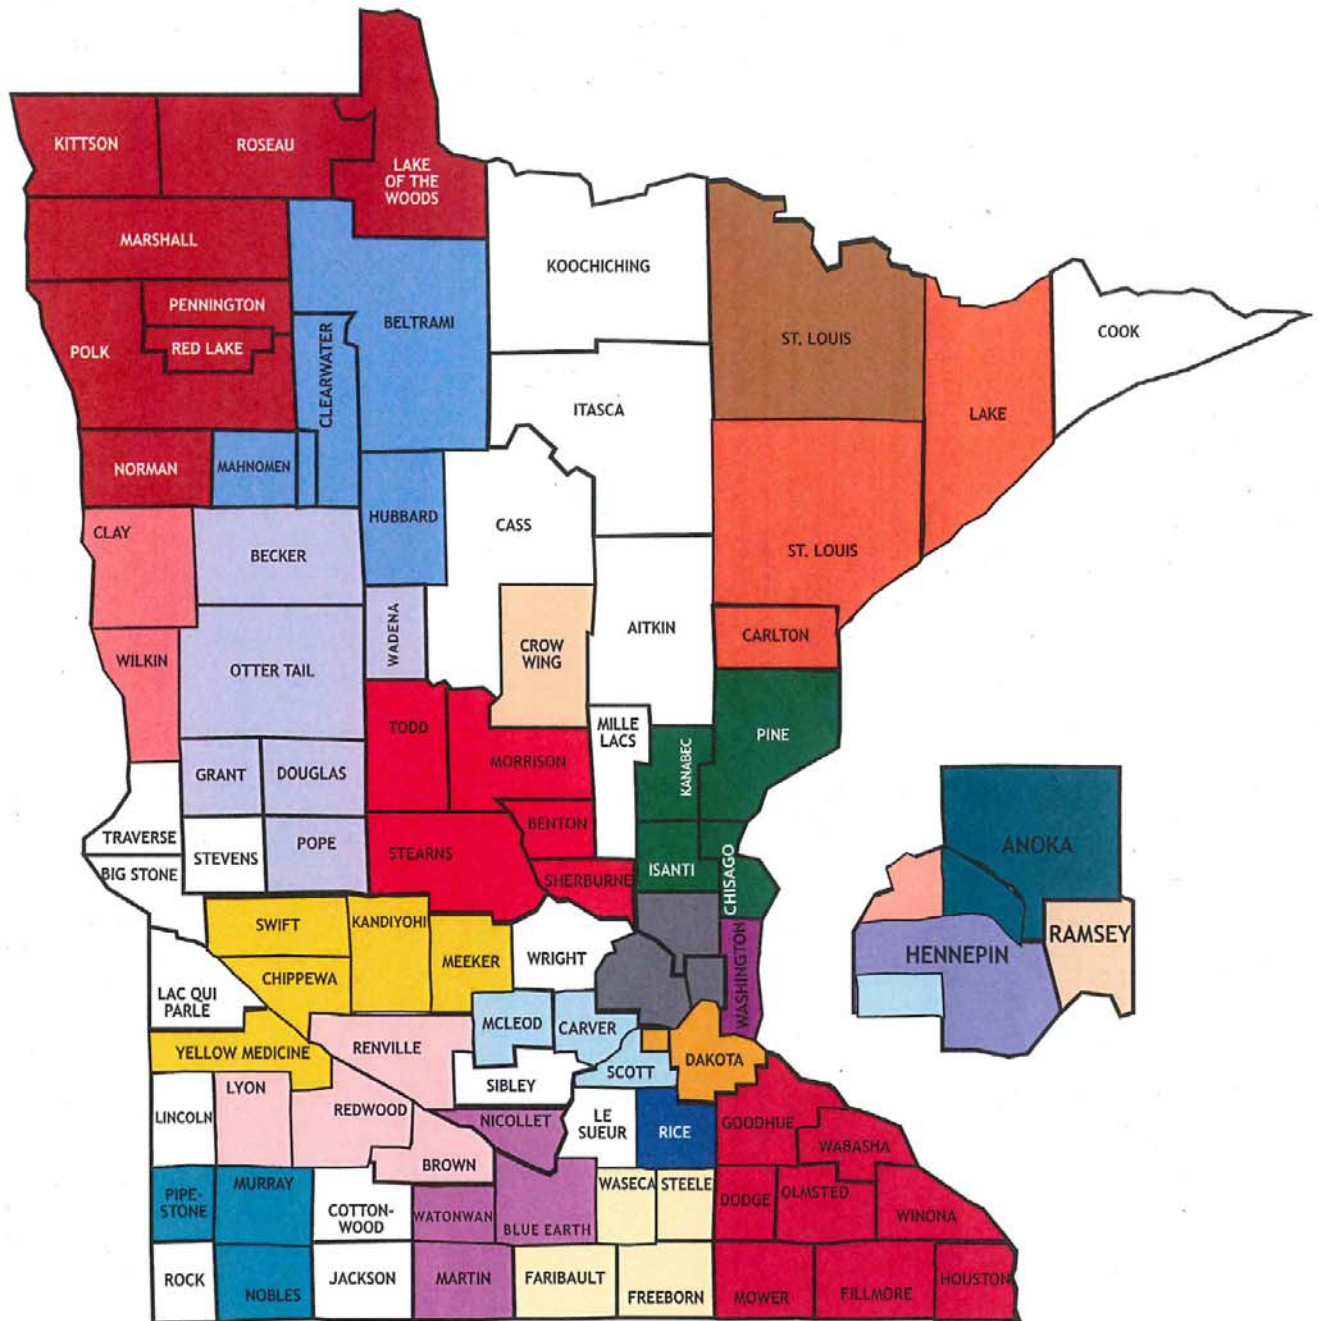 KITTSON
ROSEAU
LAKE
OF THE
WOODS
MARSHALL
KOOCHICHING
PENNINGTON
BELTRAMI
COOK
ST. LOUIS
POLK
RED LAKE
CLEARWATER
ITASCA
LAKE
NORMAN
MAHNOMEN
HUBBARD
CASS
CLAY
BECKER
ST. LOUIS
WADENA
AITKIN
CARLTON
CROW
WING
WILKIN
OTTER TAIL
TODD
MILLE
LACS
PINE
MORRISON
KANABEC
GRANT
DOUGLAS
BENTON
TRAVERSE
POPE
STEVENS
STEARNS
ANOKA
BIG STONE
ISANTI
SHERBURNE
CHISAGO
SWIFT
KANDIYOHI
RAMSEY
HENNEPIN
WRIGHT
MEEKER
WASHINGTON
CHIPPEWA
LAC QUI
PARLE
MCLEOD
CARVER
YELLOW MEDICINE
RENVILLE
DAKOTA
SCOTT
SIBLEY
LYON
REDWOOD
LINCOLN
NICOLLET
LE
SUEUR
RICE
GOODHUE
WABASHA
BROWN
MURRAY
WASECA
STEELE
PIPE-
STONE
DODGE
OLMSTED
COTTON-
WOOD
WATONWAN
BLUE EARTH
WINONA
ROCK
NOBLES
JACKSON
MARTIN
FARIBAULT
FREEBORN
MOWER
FILLMORE
HOUSTON